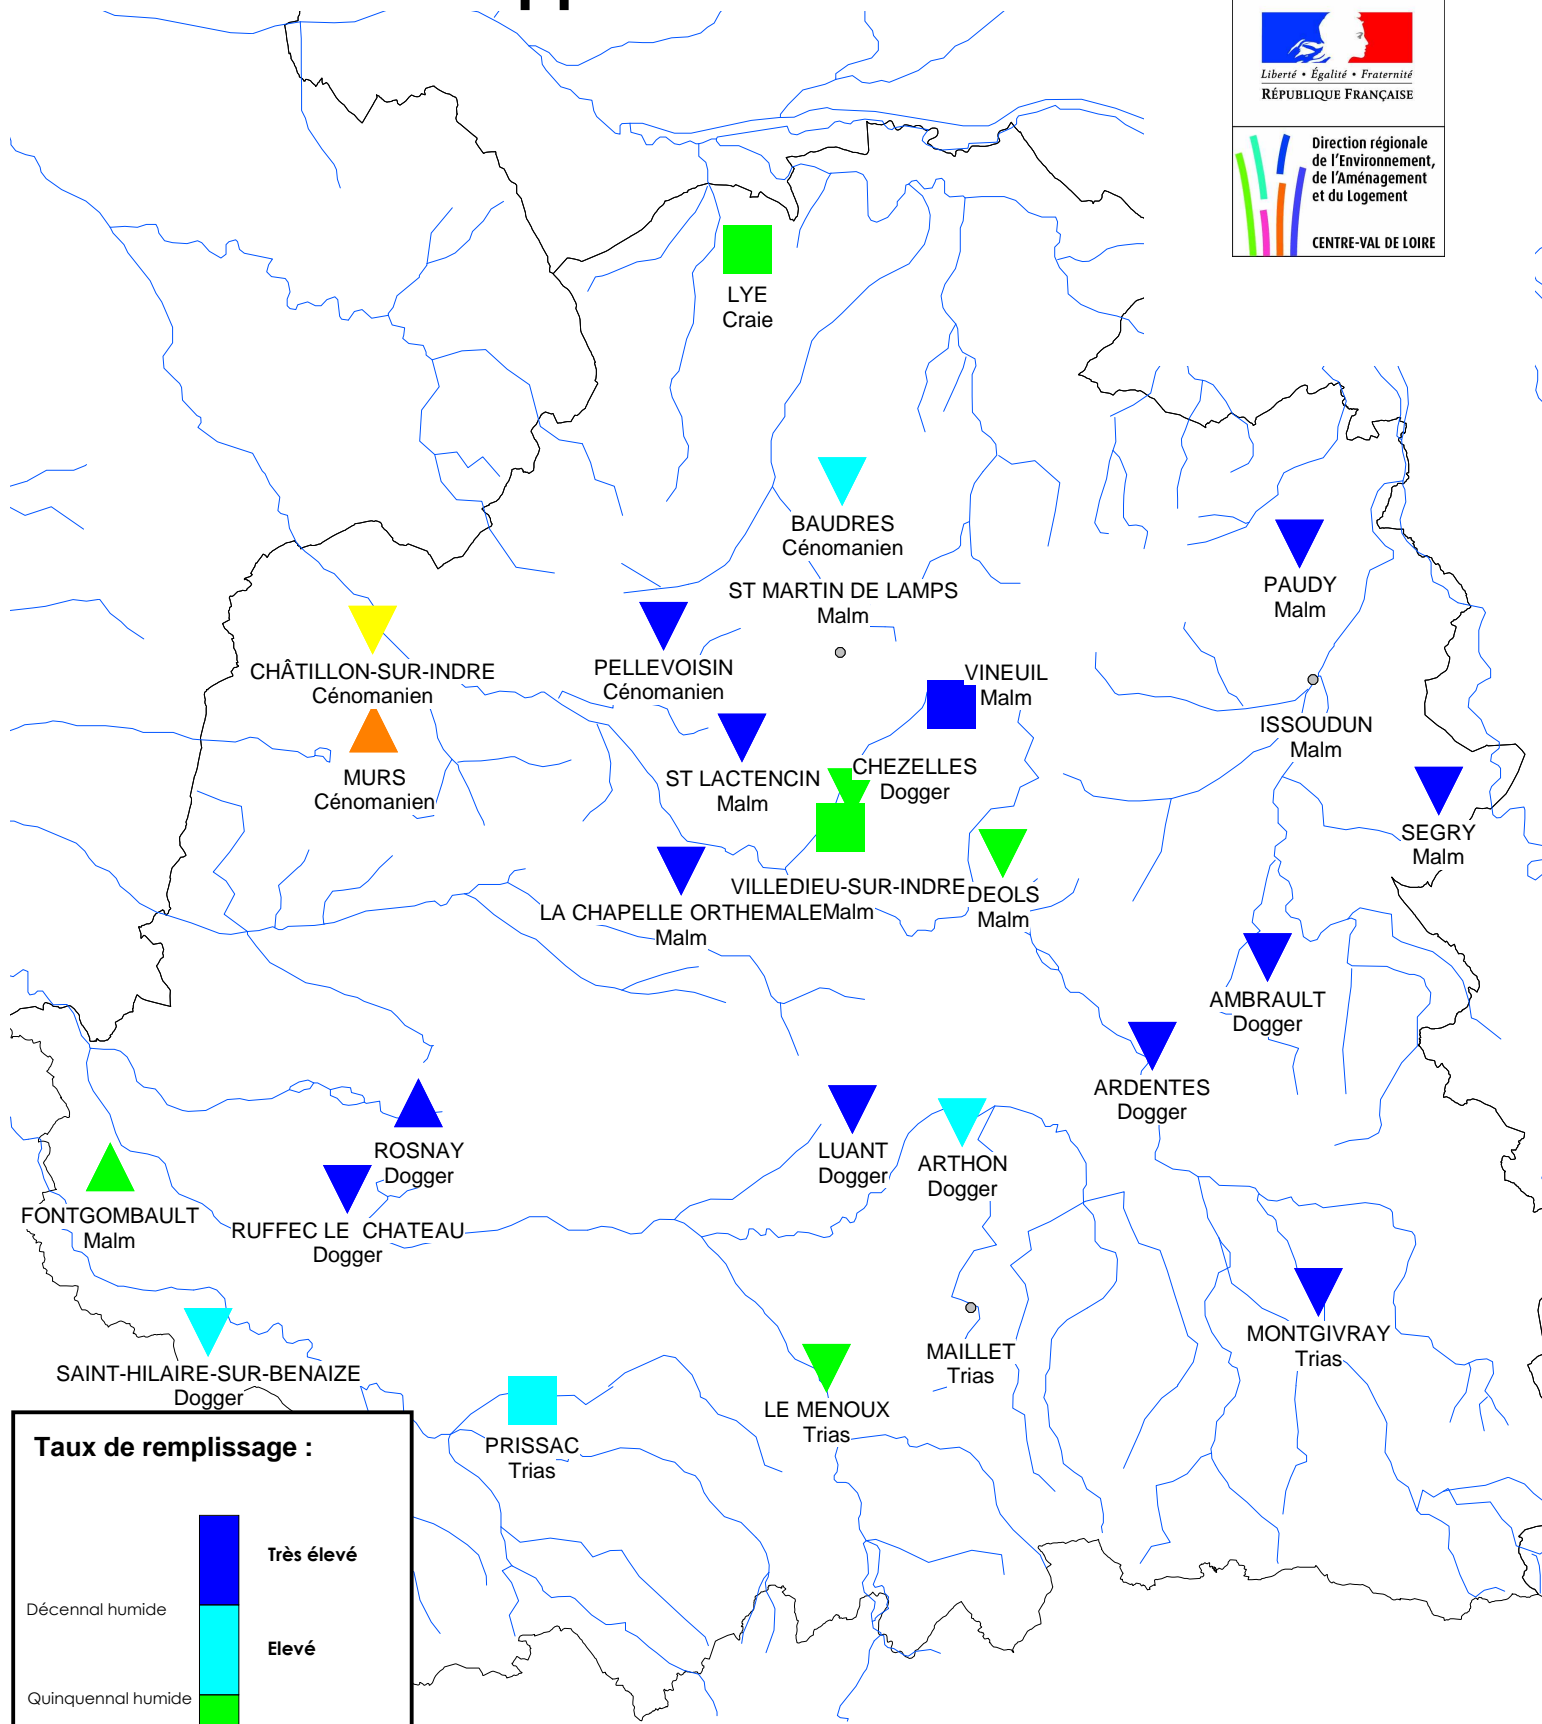 Liberté • Égalité • Fraternité
RÉPUBLIQUE FRANÇAISE
Direction régionale
de l'Environnement,
de l'Aménagement
et du Logement
CENTRE-VAL DE LOIRE
LYE
Craie
BAUDRES
Cénomanien
ST MARTIN DE LAMPS
Malm
PAUDY
Malm
CHÂTILLON-SUR-INDRE
Cénomanien
PELLEVOISIN
Cénomanien
VINEUIL
Malm
ISSOUDUN
Malm
MURS
Cénomanien
ST LACTENCIN
Malm
CHEZELLES
Dogger
SEGRY
Malm
VILLEDIEU-SUR-INDRE
Malm
DEOLS
Malm
LA CHAPELLE ORTHEMALE
Malm
AMBRAULT
Dogger
ARDENTES
Dogger
ROSNAY
Dogger
LUANT
Dogger
ARTHON
Dogger
FONTGOMBAULT
Malm
RUFFEC LE  CHATEAU
Dogger
MONTGIVRAY
Trias
MAILLET
Trias
SAINT-HILAIRE-SUR-BENAIZE
Dogger
LE MENOUX
Trias
PRISSAC
Trias
Taux de remplissage :
Très élevé
Décennal humide
Elevé
Quinquennal humide